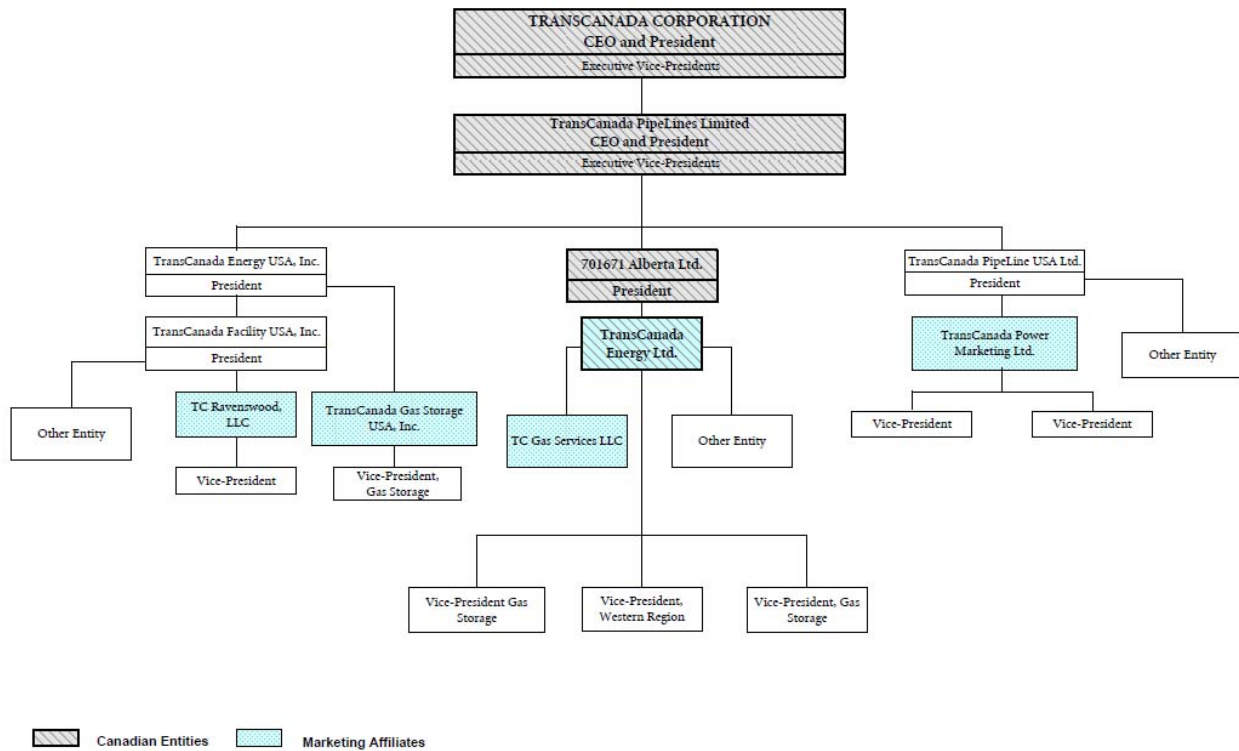 TRANSCANADA CORPORATION
CEO and President
Executive Vice-Presidents
TransCanada PipeLines Limited
CEO and President
Executive Vice-Presidents
TransCanada Energy USA, Inc.
President
701671 Alberta Ltd.
President
TransCanada PipeLine USA Ltd.
President
TransCanada Facility USA, Inc.
President
TransCanada
Energy Ltd.
TransCanada Power
Marketing Ltd.
Other Entity
Other Entity
TC Ravenswood,
LLC
TransCanada Gas Storage
USA, Inc.
TC Gas Services LLC
Other Entity
Vice-President
Vice-President
Vice-President
Vice-President,
Gas Storage
Vice-President Gas
Storage
Vice-President,
Western Region
Vice-President, Gas
Storage
Canadian Entities
Marketing Affiliates